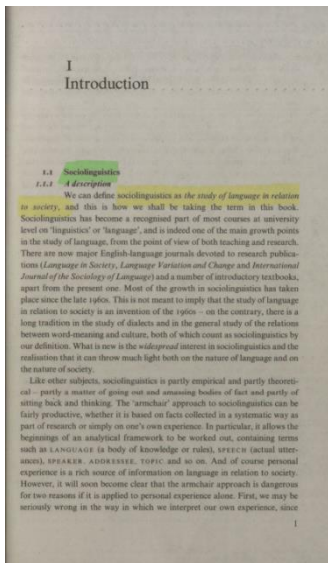 I
Introduction
1.1 Sociolinguistics
1.1.1 A description
We can define sociolinguistics as the study of language in relation
to society, and this is how we shall be taking the term in this book.
Sociolinguistics has become a recognised part of most courses at university
level on 'linguistics' or 'language', and is indeed one of the main growth points
in the study of language, from the point of view of both teaching and research.
There are now major English-language journals devoted to research publica-
tions (Language in Society, Language Variation and Change and International
Journal of the Sociology of Language) and a number of introductory textbooks,
apart from the present one. Most of the growth in sociolinguistics has taken
place since the late 1960s. This is not meant to imply that the study of language
in relation to society is an invention of the 1960s – on the contrary, there is a
long tradition in the study of dialects and in the general study of the relations
between word-meaning and culture, both of which count as sociolinguistics by
our definition. What is new is the widespread interest in sociolinguistics and the
realisation that it can throw much light both on the nature of language and on
the nature of society.
Like other subjects, sociolinguistics is partly empirical and partly theoreti-
cal – partly a matter of going out and amassing bodies of fact and partly of
sitting back and thinking. The 'armchair' approach to sociolinguistics can be
fairly productive, whether it is based on facts collected in a systematic way as
part of research or simply on one's own experience. In particular, it allows the
beginnings of an analytical framework to be worked out, containing terms
such as LANGUAGE (a body of knowledge or rules), SPEECH (actual utter-
ances), SPEAKER, ADDRESSEE, TOPIC and so on. And of course personal
experience is a rich source of information on language in relation to society.
However, it will soon become clear that the armchair approach is dangerous
for two reasons if it is applied to personal experience alone. First, we may be
seriously wrong in the way in which we interpret our own experience, since
1